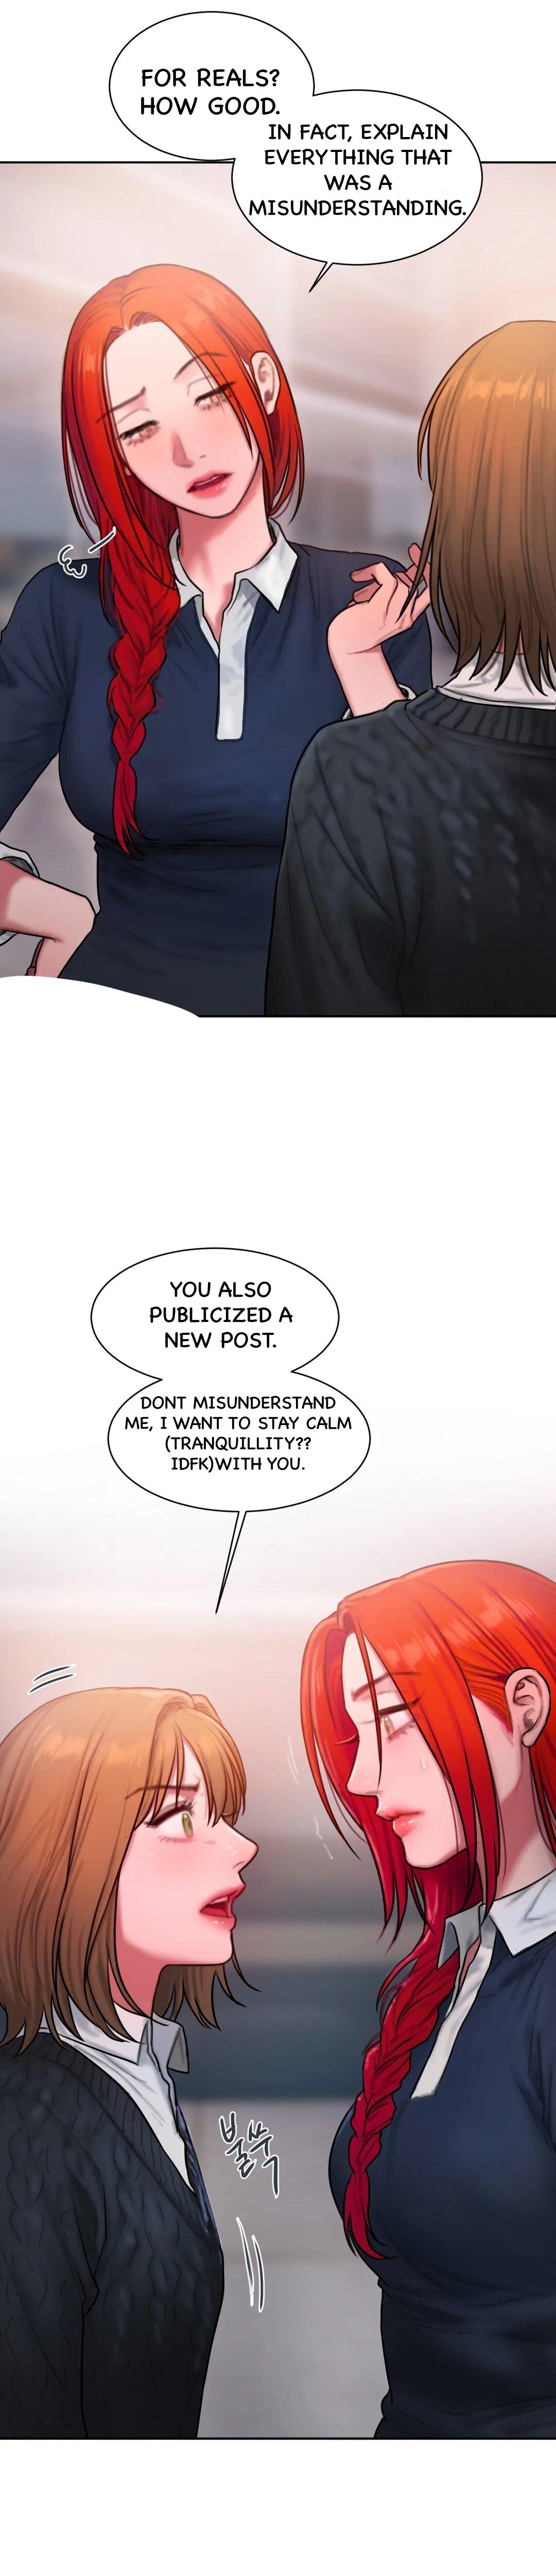 FOR REALS?
HOW GOOD.
IN FACT, EXPLAIN
EVERYTHING THAT
WAS A
MISUNDERSTANDING.
YOU ALSO
PUBLICIZED A
NEW POST.
DONT MISUNDERSTAND
ME, I WANT TO STAY CALM
(TRANQUILLITY??
IDFK)WITH YOU.
불쑥